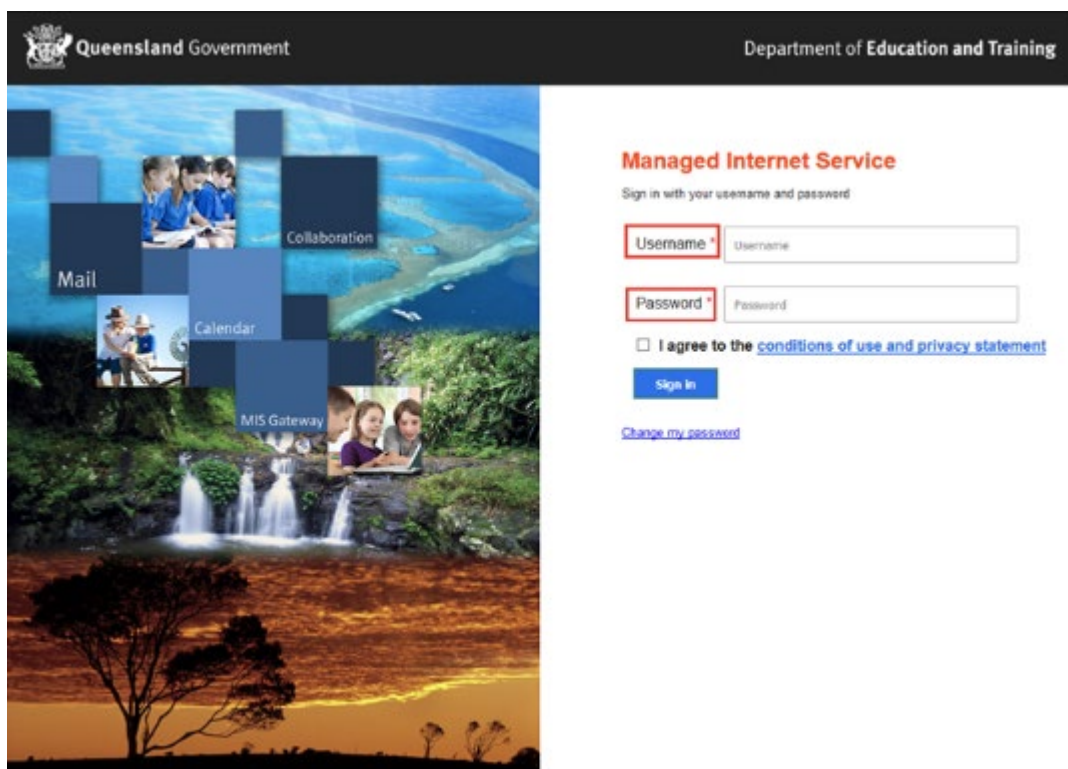 Queensland Government
Department of Education and Training
Collaboration
Mail
Calendar
MIS Gateway
Managed Internet Service
Sign in with your username and password
Username * Username
Password * Password
I agree to the conditions of use and privacy statement
Sign in
Change my password